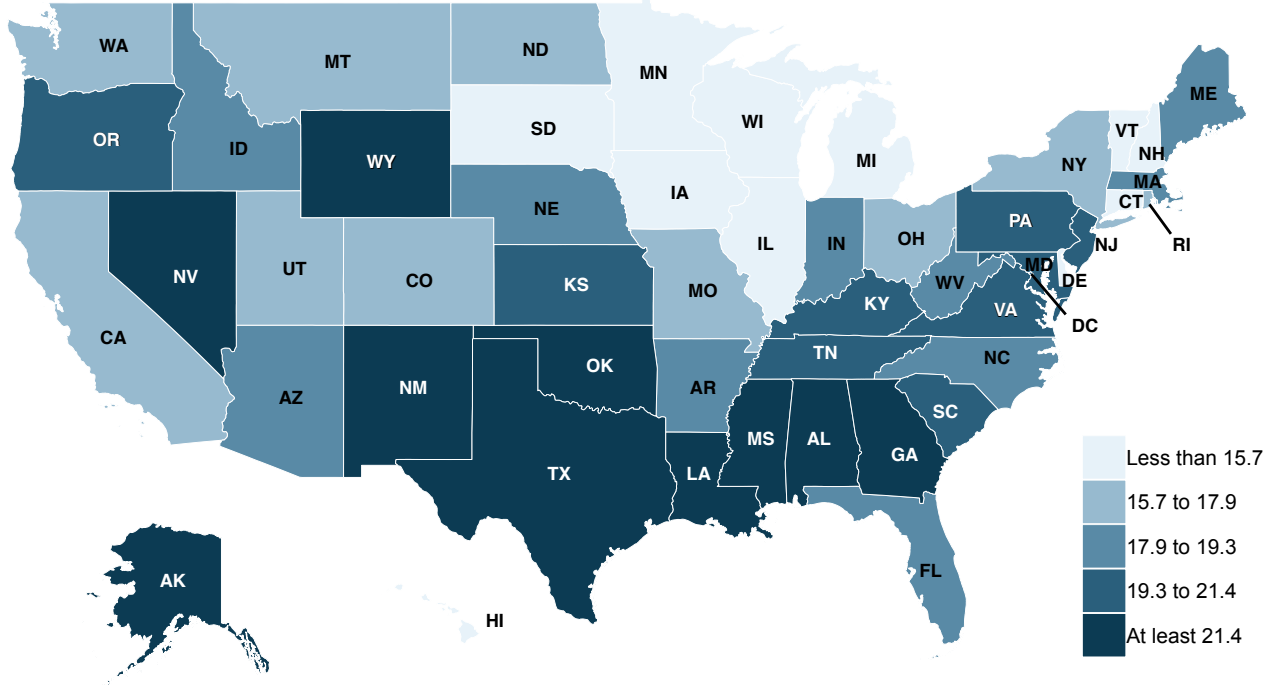 WA
MT
ND
MN
ME
OR
ID
WY
SD
WI
MI
VT
NH
NY
MA
IA
NE
CT
PA
RI
NV
UT
CO
KS
MO
IL
IN
OH
NJ
MD
DE
WV
KY
VA
DC
CA
AZ
NM
OK
AR
TN
NC
SC
TX
LA
MS
AL
GA
FL
AK
HI
Less than 15.7
15.7 to 17.9
17.9 to 19.3
19.3 to 21.4
At least 21.4